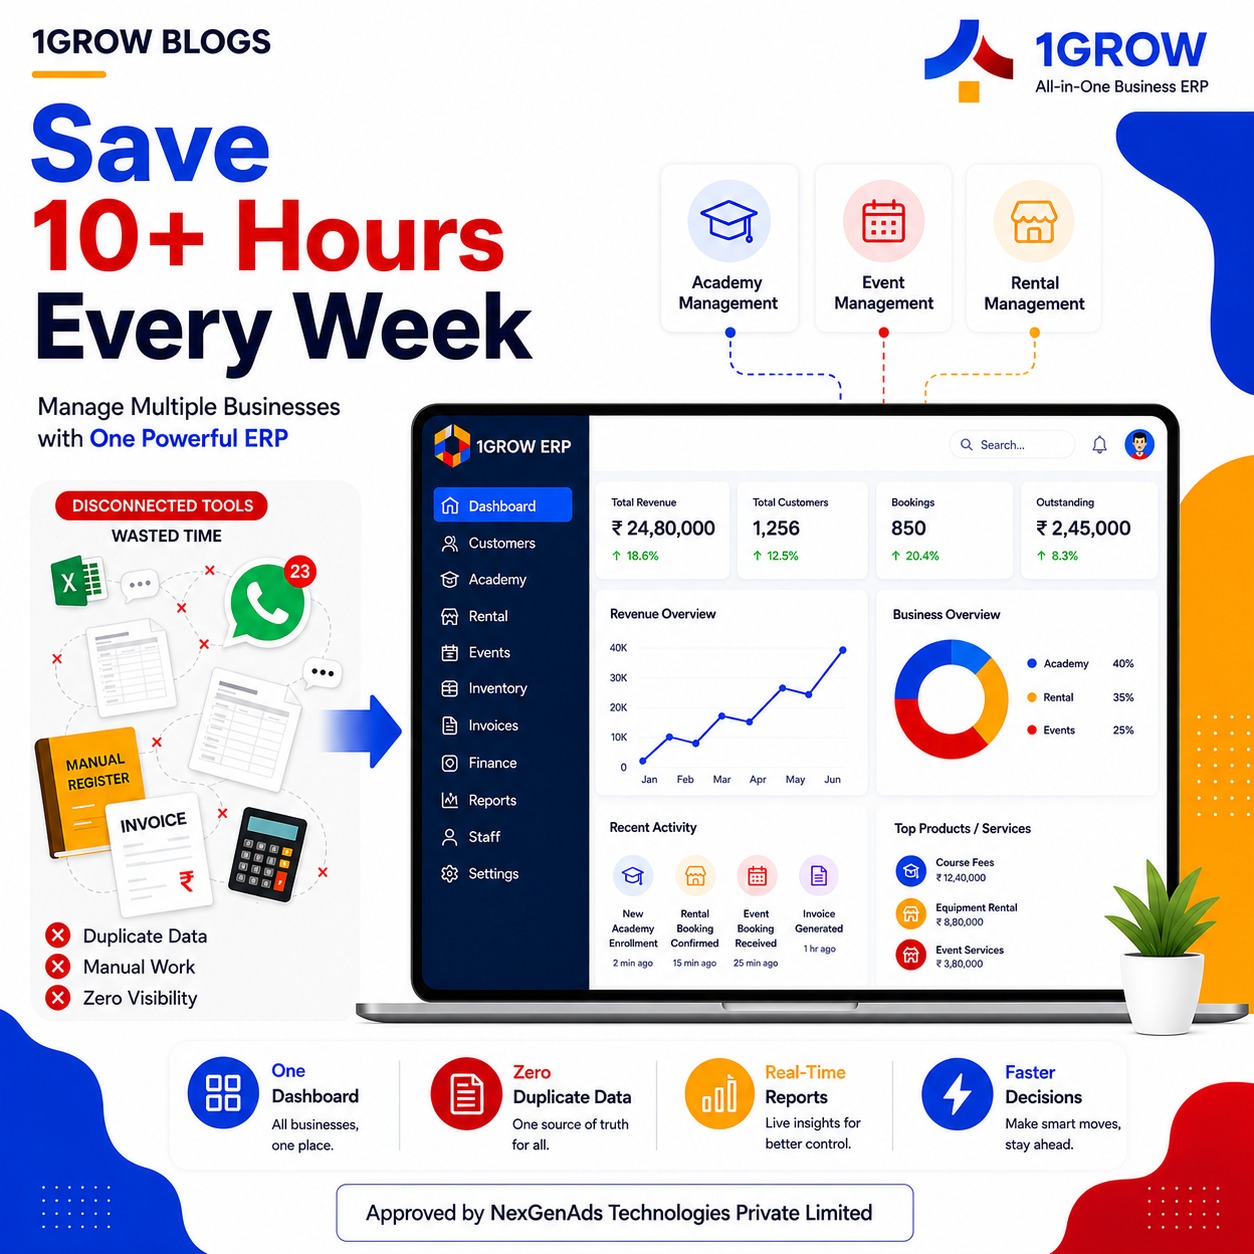 1GROW BLOGS
1GROW
All-in-One Business ERP
Save
10+ Hours
Every Week
Manage Multiple Businesses
with One Powerful ERP
Academy
Management
Event
Management
Rental
Management
DISCONNECTED TOOLS
WASTED TIME
X
23
MANUAL
REGISTER
INVOICE
₹
Duplicate Data
Manual Work
Zero Visibility
1GROW ERP
Search...
Dashboard
Customers
Academy
Rental
Events
Inventory
Invoices
Finance
Reports
Staff
Settings
Total Revenue
₹ 24,80,000
↑ 18.6%
Total Customers
1,256
↑ 12.5%
Bookings
850
↑ 20.4%
Outstanding
₹ 2,45,000
↑ 8.3%
Revenue Overview
40K
30K
20K
10K
0
Jan Feb Mar Apr May Jun
Business Overview
Academy 40%
Rental 35%
Events 25%
Recent Activity
New
Academy
Enrollment
2 min ago
Rental
Booking
Confirmed
15 min ago
Event
Booking
Received
25 min ago
Invoice
Generated
1 hr ago
Top Products / Services
Course Fees
₹ 12,40,000
Equipment Rental
₹ 8,80,000
Event Services
₹ 3,80,000
One
Dashboard
All businesses,
one place.
Zero
Duplicate Data
One source of truth
for all.
Real-Time
Reports
Live insights for
better control.
Faster
Decisions
Make smart moves,
stay ahead.
Approved by NexGenAds Technologies Private Limited